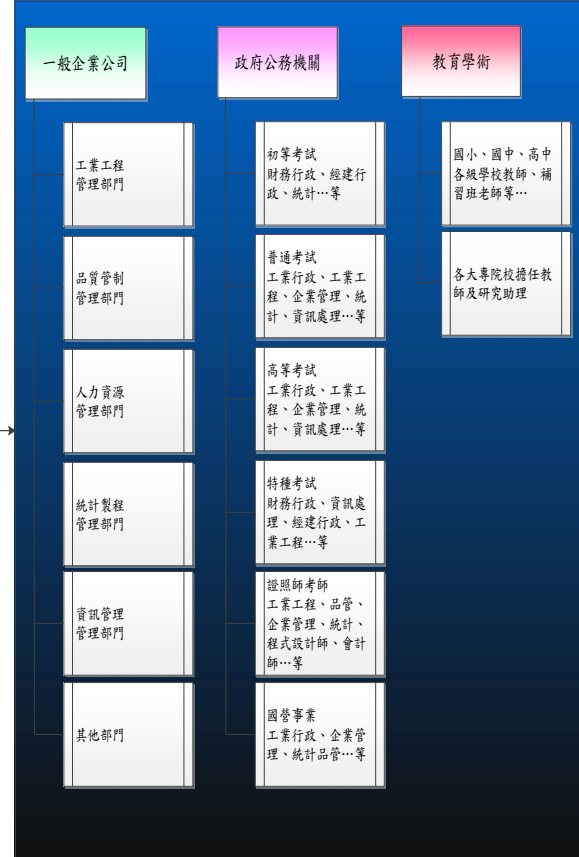 一般企業公司
工業工程
管理部門
品質管制
管理部門
人力資源
管理部門
統計製程
管理部門
資訊管理
管理部門
其他部門
政府公務機關
初等考試
財務行政、經建行
政、統計…等
普通考試
工業行政、工業工
程、企業管理、統
計、資訊處理…等
高等考試
工業行政、工業工
程、企業管理、統
計、資訊處理…等
特種考試
財務行政、資訊處
理、經建行政、工
業工程…等
證照師考師
工業工程、品管、
企業管理、統計、
程式設計師、會計
師…等
國營事業
工業行政、企業管
理、統計品管…等
教育學術
國小、國中、高中
各級學校教師、補
習班老師等…
各大專院校擔任教
師及研究助理